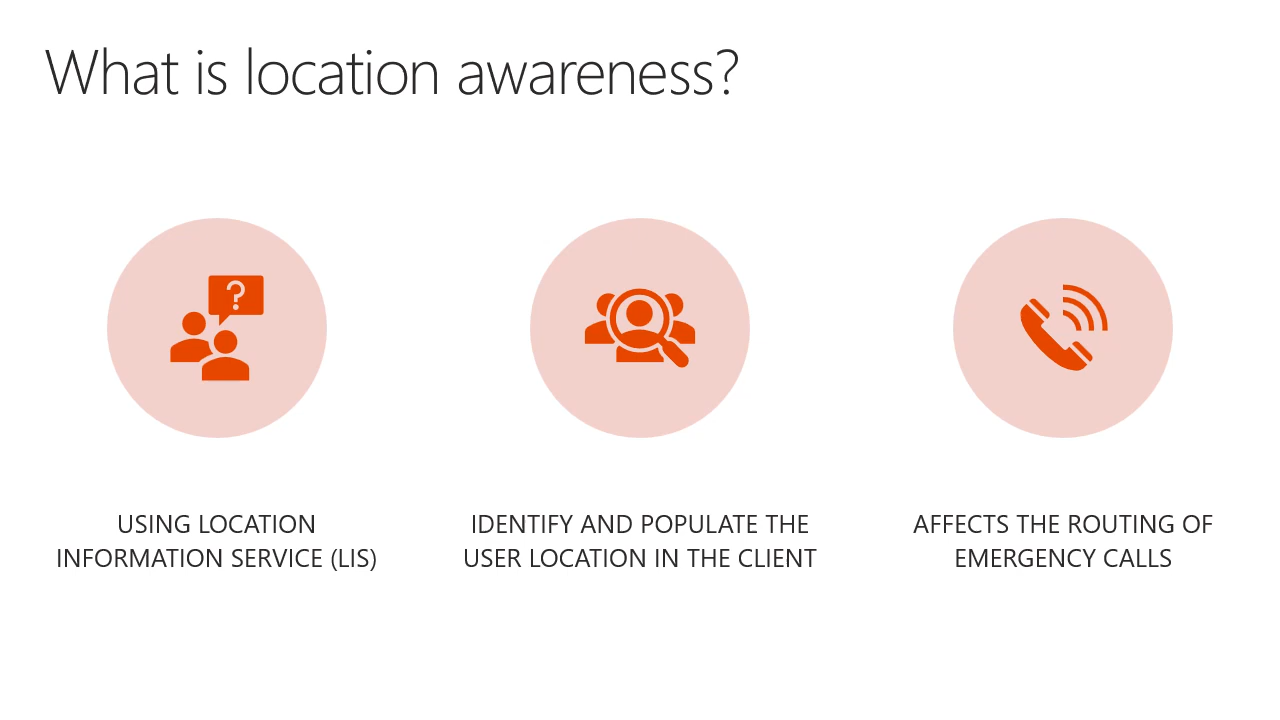 What is location awareness?
?
USING LOCATION
INFORMATION SERVICE (LIS)
IDENTIFY AND POPULATE THE
USER LOCATION IN THE CLIENT
AFFECTS THE ROUTING OF
EMERGENCY CALLS